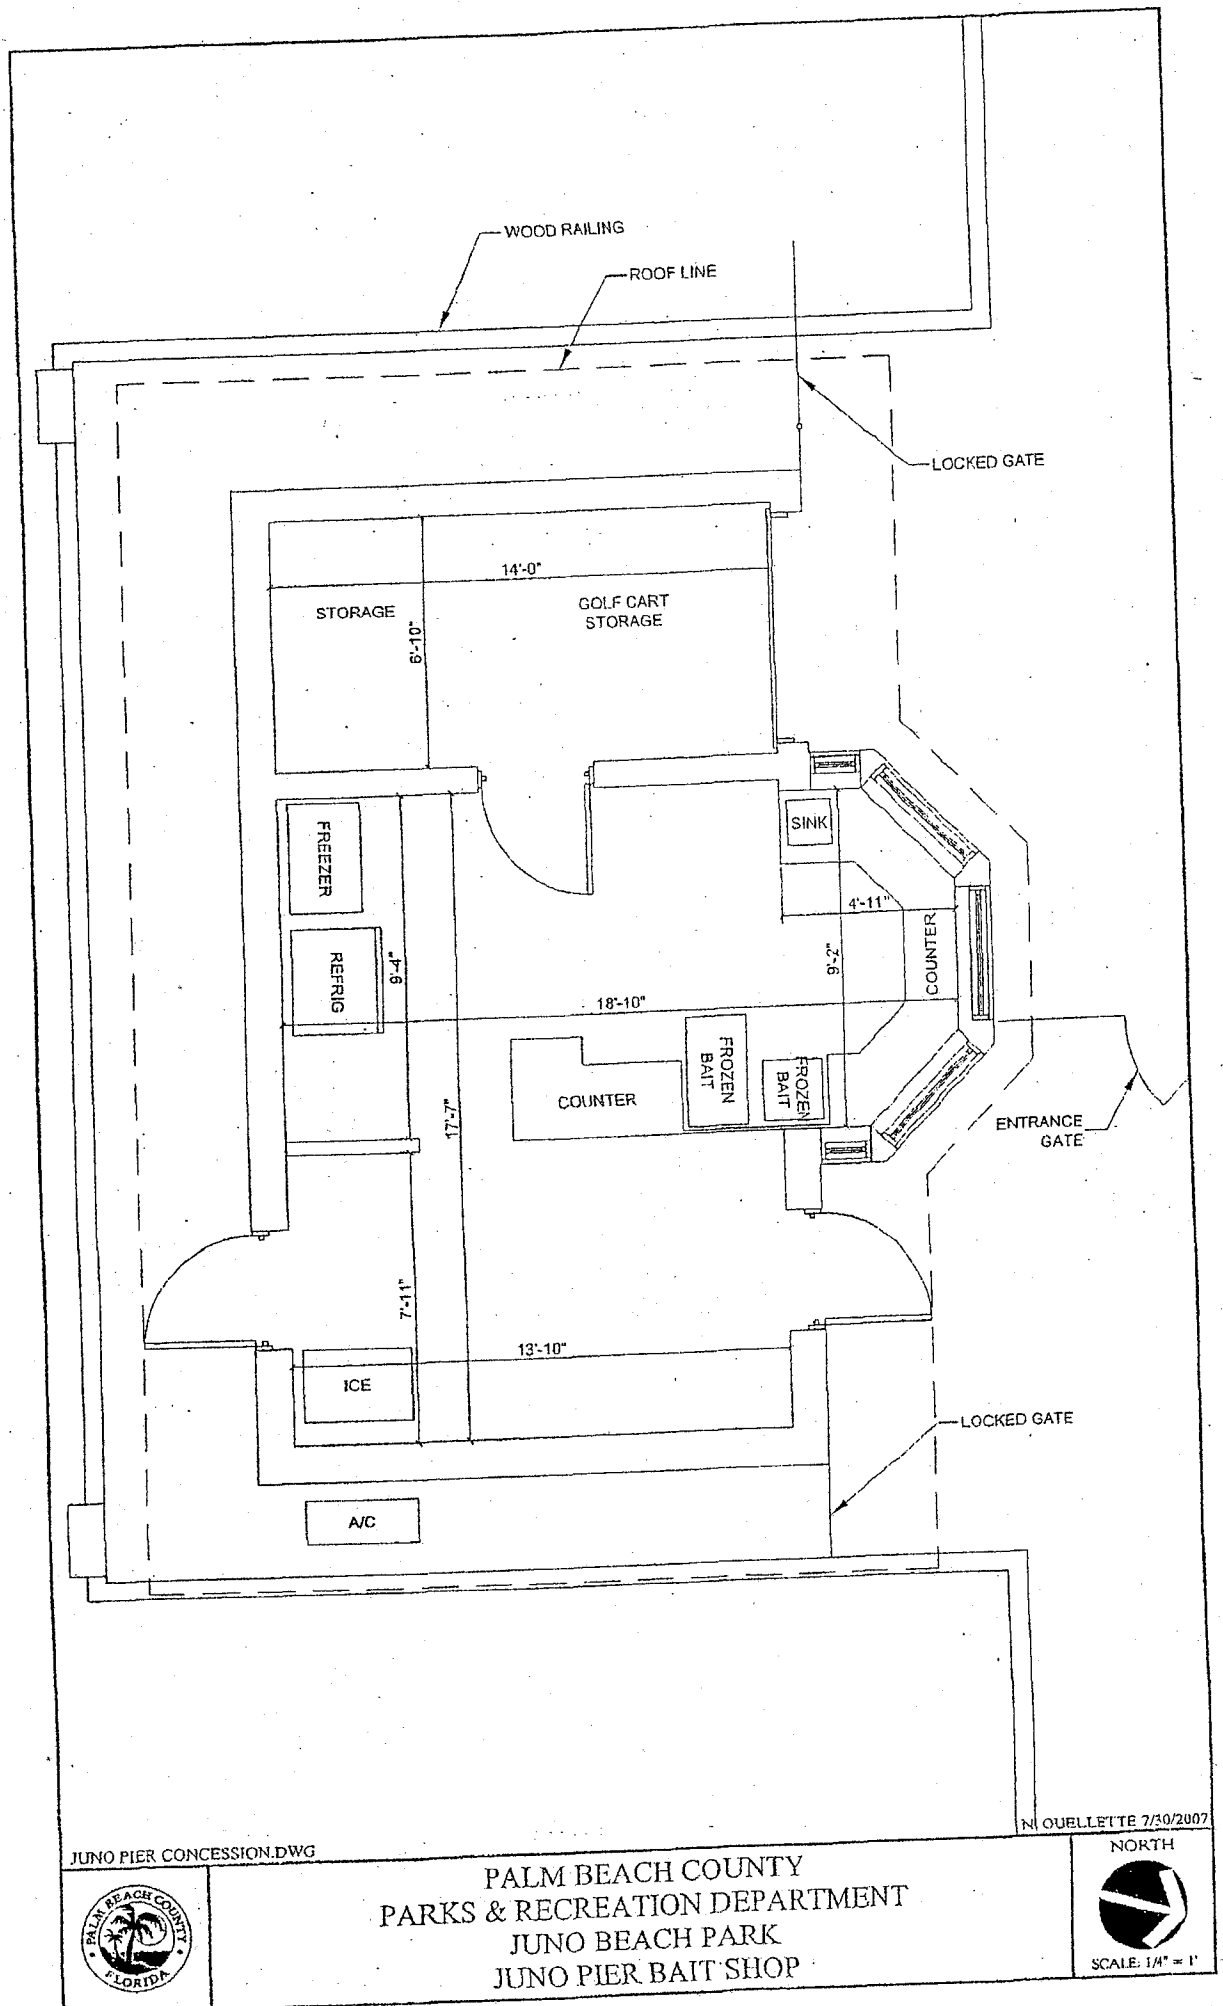 WOOD RAILING
ROOF LINE
LOCKED GATE
14'-0"
STORAGE
GOLF CART
STORAGE
6'-10"
FREEZER
SINK
REFRIG
9'-4"
4'-11"
9'-2"
COUNTER
18'-10"
FROZEN
BAIT
FROZEN
BAIT
COUNTER
17'-7"
ENTRANCE
GATE
7'-11"
13'-10"
ICE
LOCKED GATE
A/C
JUNO PIER CONCESSION.DWG
N. OUELLETTE 7/30/2007
PALM BEACH COUNTY
FLORIDA
PALM BEACH COUNTY
PARKS & RECREATION DEPARTMENT
JUNO BEACH PARK
JUNO PIER BAIT SHOP
NORTH
SCALE: 1/4" = 1'